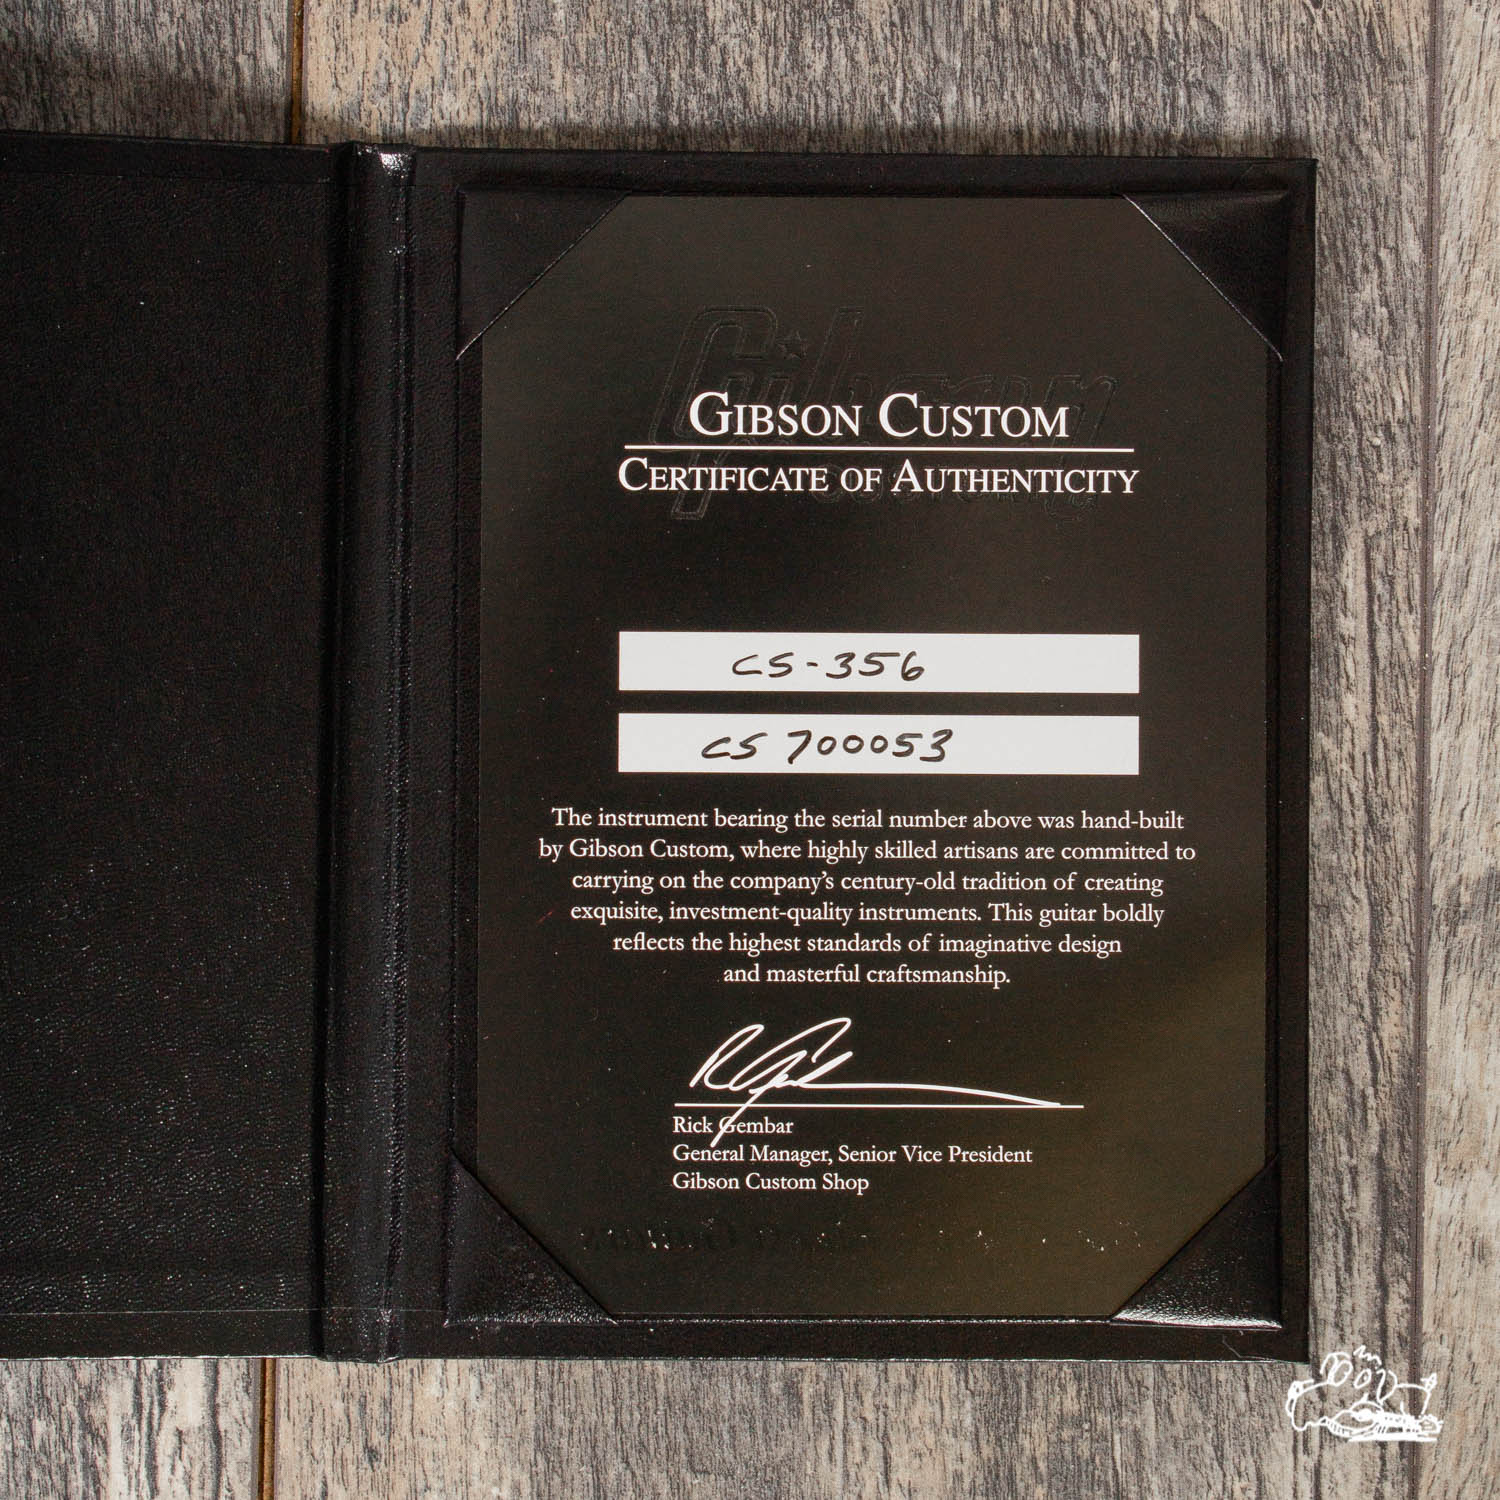 GIBSON CUSTOM
CERTIFICATE OF AUTHENTICITY
CS-356
CS 700053
The instrument bearing the serial number above was hand-built
by Gibson Custom, where highly skilled artisans are committed to
carrying on the company's century-old tradition of creating
exquisite, investment-quality instruments. This guitar boldly
reflects the highest standards of imaginative design
and masterful craftsmanship.
Rick Gembar
General Manager, Senior Vice President
Gibson Custom Shop